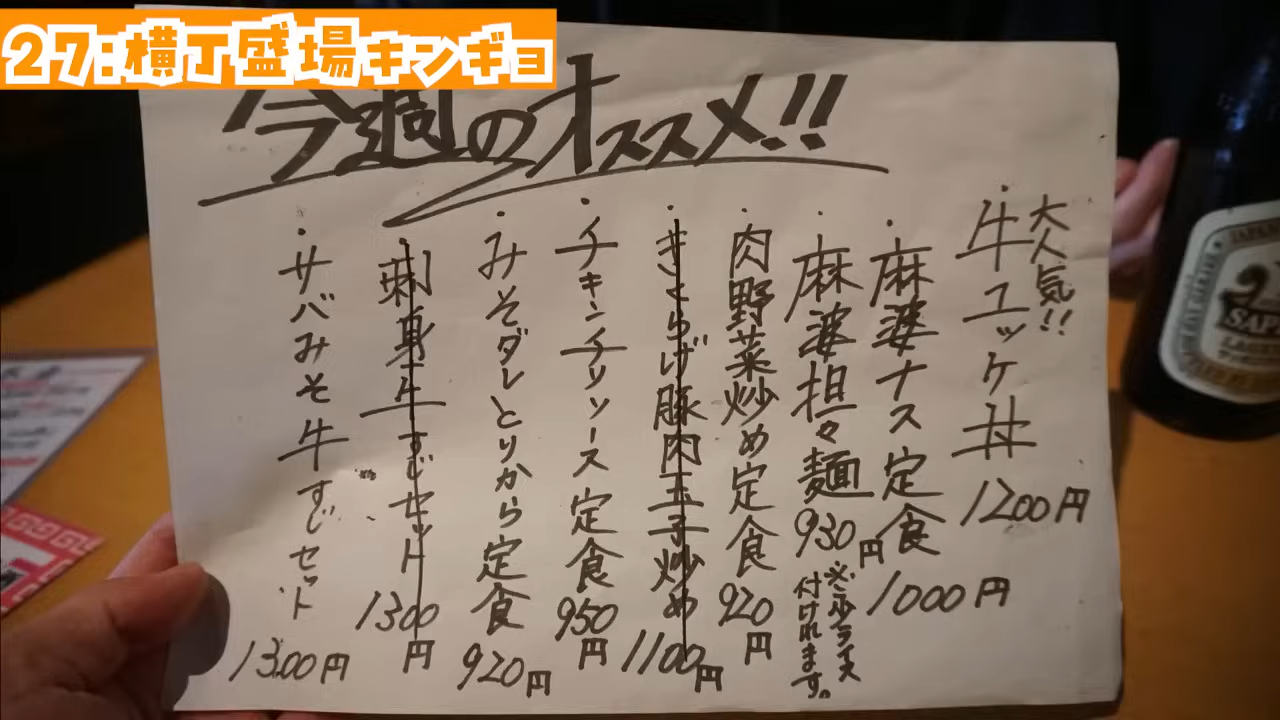 27:横丁盛場キンギョ
今週のオススメ!!
大人気!!
・牛ユッケ丼 1200円
・麻婆ナス定食 1000円
・麻婆担々麺 930円
※小ライス
付けれます。
・肉野菜炒め定食 920円
・きくらげ豚肉玉子炒め 1100円
・チキンチリソース定食 950円
・みそダレとりから定食 920円
・刺身牛すじセット 1300円
・サバみそ牛すじセット 1300円